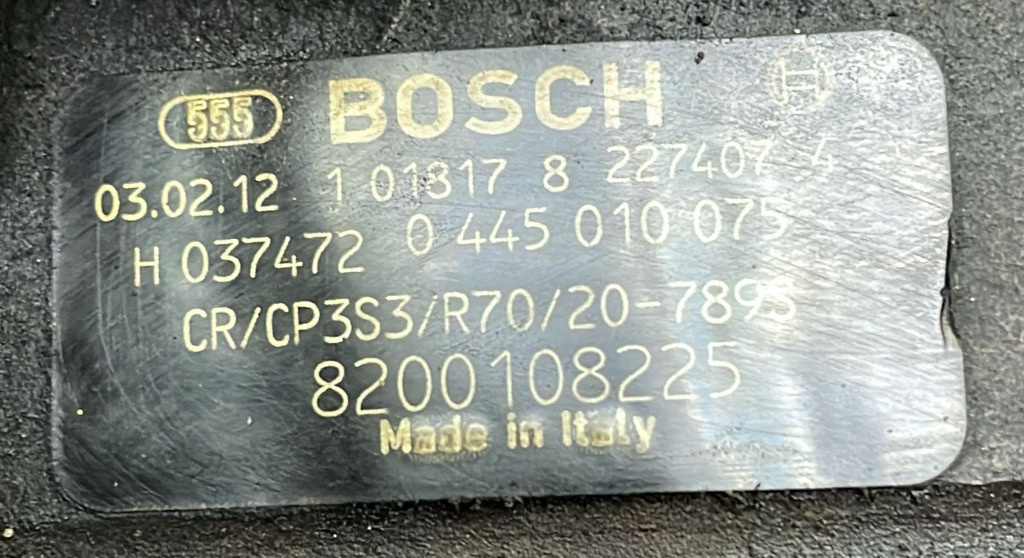 555 BOSCH
03.02.12 1 01817 8 227407 4
H 037472 0 445 010 075
CR/CP3S3/R70/20-789S
8200108225
Made in Italy